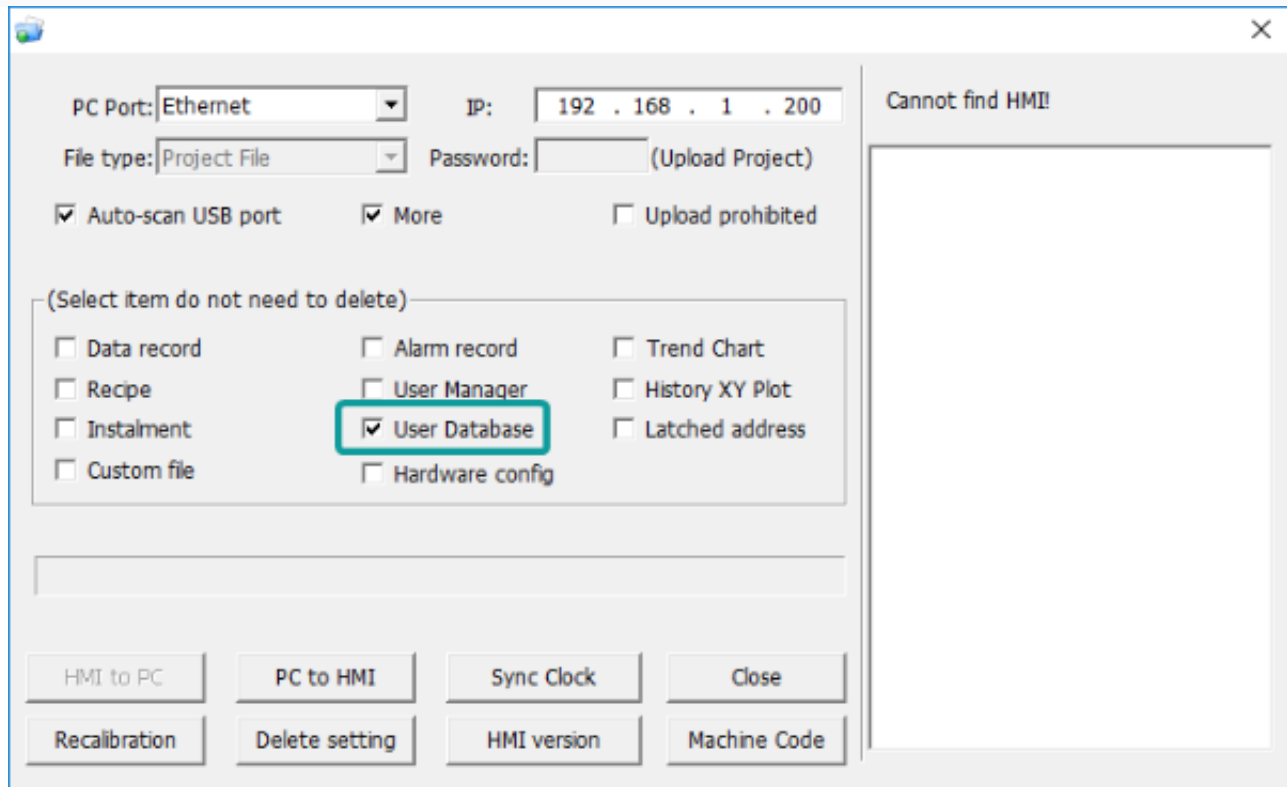 PC Port: Ethernet IP: 192 . 168 . 1 . 200
Cannot find HMI!
File type: Project File Password: (Upload Project)
Auto-scan USB port More Upload prohibited
(Select item do not need to delete)
Data record Alarm record Trend Chart
Recipe User Manager History XY Plot
Instalment User Database Latched address
Custom file Hardware config
HMI to PC PC to HMI Sync Clock Close
Recalibration Delete setting HMI version Machine Code